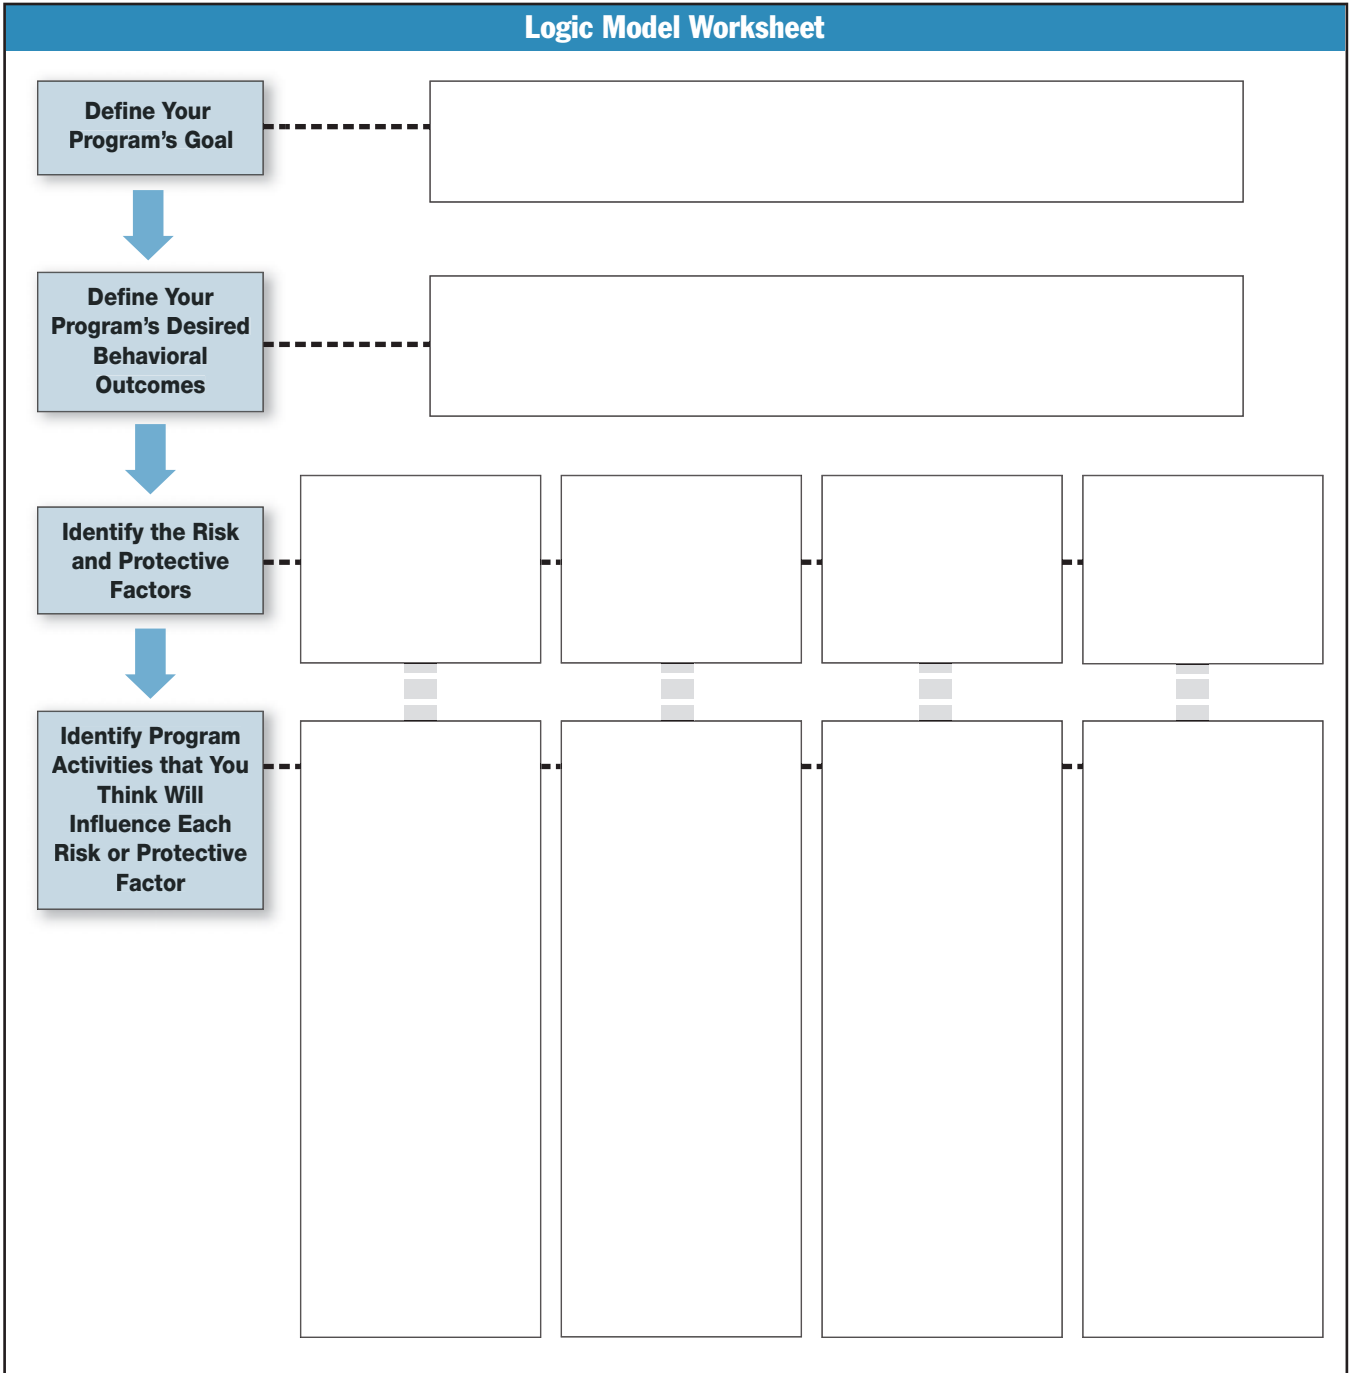 Logic Model Worksheet
Define Your
Program’s Goal
Define Your
Program’s Desired
Behavioral
Outcomes
Identify the Risk
and Protective
Factors
Identify Program
Activities that You
Think Will
Influence Each
Risk or Protective
Factor